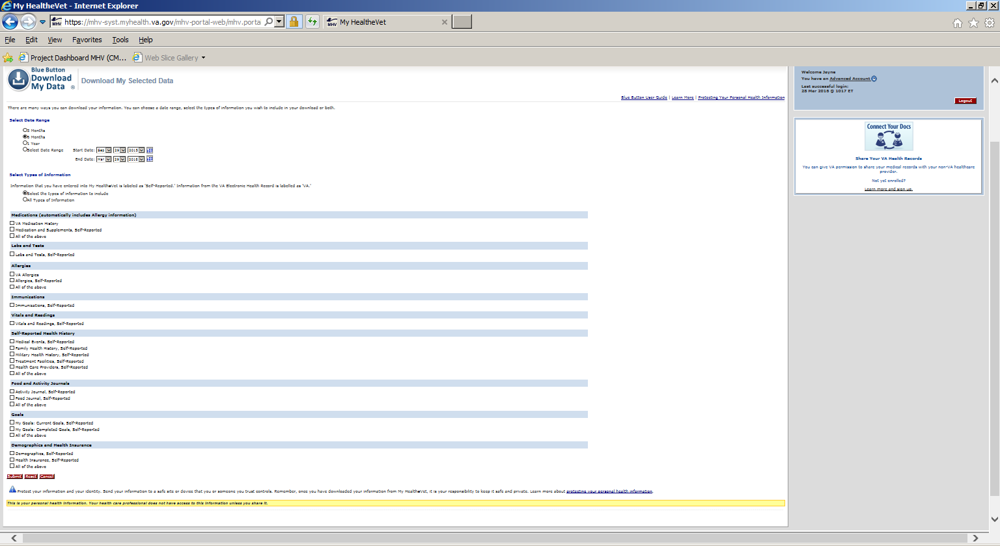 My HealtheVet - Internet Explorer
https://mhv-syst.myhealth.va.gov/mhv-portal-web/mhv.porta
MHV My HealtheVet
File Edit View Favorites Tools Help
Project Dashboard MHV (CM... Web Slice Gallery
Blue Button
Download
My Data ®
Download My Selected Data
Blue Button User Guide | Learn More | Protecting Your Personal Health Information
There are many ways you can download your information. You can choose a date range, select the types of information you wish to include in your download or both.
Select Date Range
3 Months
6 Months
1 Year
Select Date Range Start Date: Sep 29 2015
End Date: Mar 29 2016
Select Types of Information
Information that you have entered into My HealtheVet is labeled as 'Self-Reported.' Information from the VA Electronic Health Record is labelled as 'VA.'
Select the types of information to include
All Types of Information
Medications (automatically includes Allergy information)
VA Medication History
Medication and Supplements, Self-Reported
All of the above
Labs and Tests
Labs and Tests, Self-Reported
Allergies
VA Allergies
Allergies, Self-Reported
All of the above
Immunizations
Immunizations, Self-Reported
Vitals and Readings
Vitals and Readings, Self-Reported
Self-Reported Health History
Medical Events, Self-Reported
Family Health History, Self-Reported
Military Health History, Self-Reported
Treatment Facilities, Self-Reported
Health Care Providers, Self-Reported
All of the above
Food and Activity Journals
Activity Journal, Self-Reported
Food Journal, Self-Reported
All of the above
Goals
My Goals: Current Goals, Self-Reported
My Goals: Completed Goals, Self-Reported
All of the above
Demographics and Health Insurance
Demographics, Self-Reported
Health Insurance, Self-Reported
All of the above
Submit Reset Cancel
Protect your information and your identity. Send your information to a safe site or device that you or someone you trust controls. Remember, once you have downloaded your information from My HealtheVet, it is your responsibility to keep it safe and private. Learn more about protecting your personal health information.
This is your personal health information. Your health care professional does not have access to this information unless you share it.
Welcome Jayne
You have an Advanced Account
Last successful login:
28 Mar 2016 @ 1017 ET
Logout
Connect Your Docs
Share Your VA Health Records
You can give VA permission to share your medical records with your non-VA healthcare
provider.
Not yet enrolled?
Learn more and sign up.